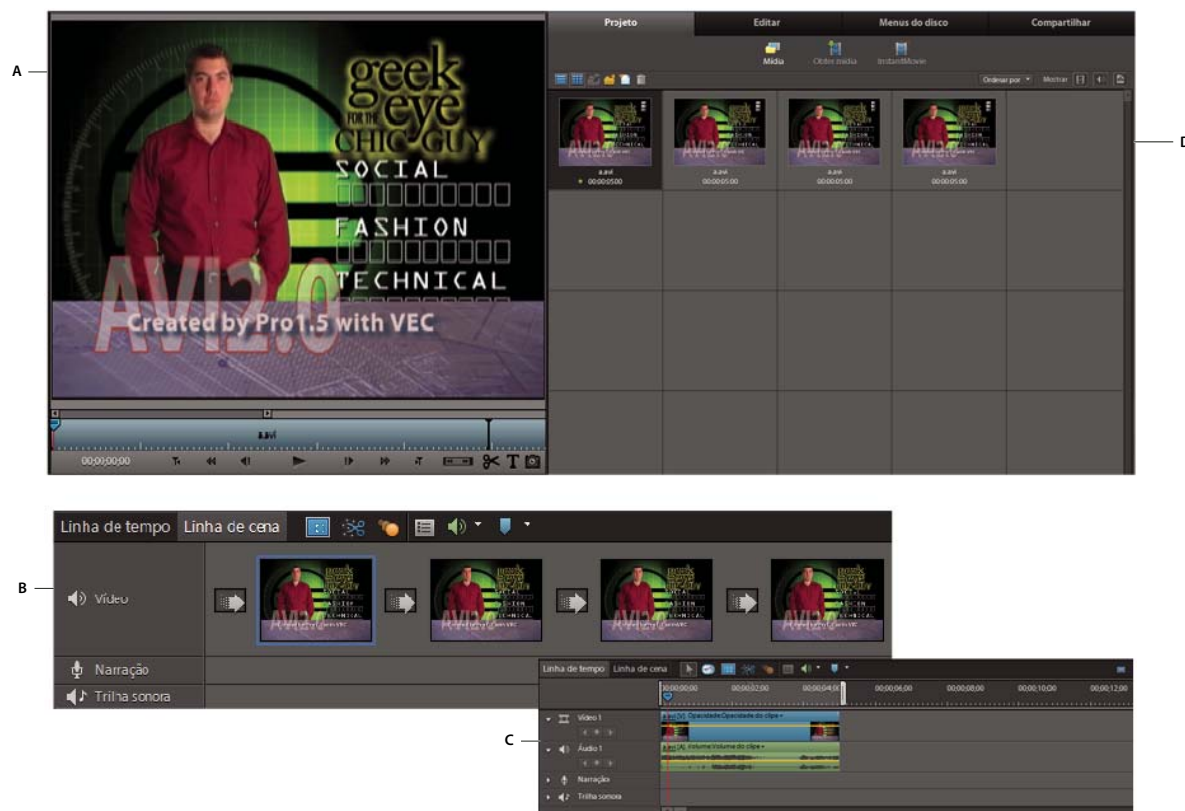 Projeto Editar Menus do disco Compartilhar
A
geek
FOR THE eye
CHIC-GUY
SOCIAL
FASHION
TECHNICAL
AVI2.0
Created by Pro1.5 with VEC
a.avi
00;00;00;00
T
Mídia Obter mídia InstantMovie
Ordenar por Mostrar
a.avi a.avi a.avi a.avi
00:00:05:00 00:00:05:00 00:00:05:00 00:00:05:00
D
Linha de tempo Linha de cena
B
Vídeo
Narração
Trilha sonora
Linha de tempo Linha de cena
00;00;00;00 00;00;02;00 00;00;04;00 00;00;06;00 00;00;08;00 00;00;10;00 00;00;12;00
Vídeo 1
a.avi [V] Opacidade:Opacidade do clipe
C
Áudio 1
a.avi [A] Volume:Volume do clipe
Narração
Trilha sonora